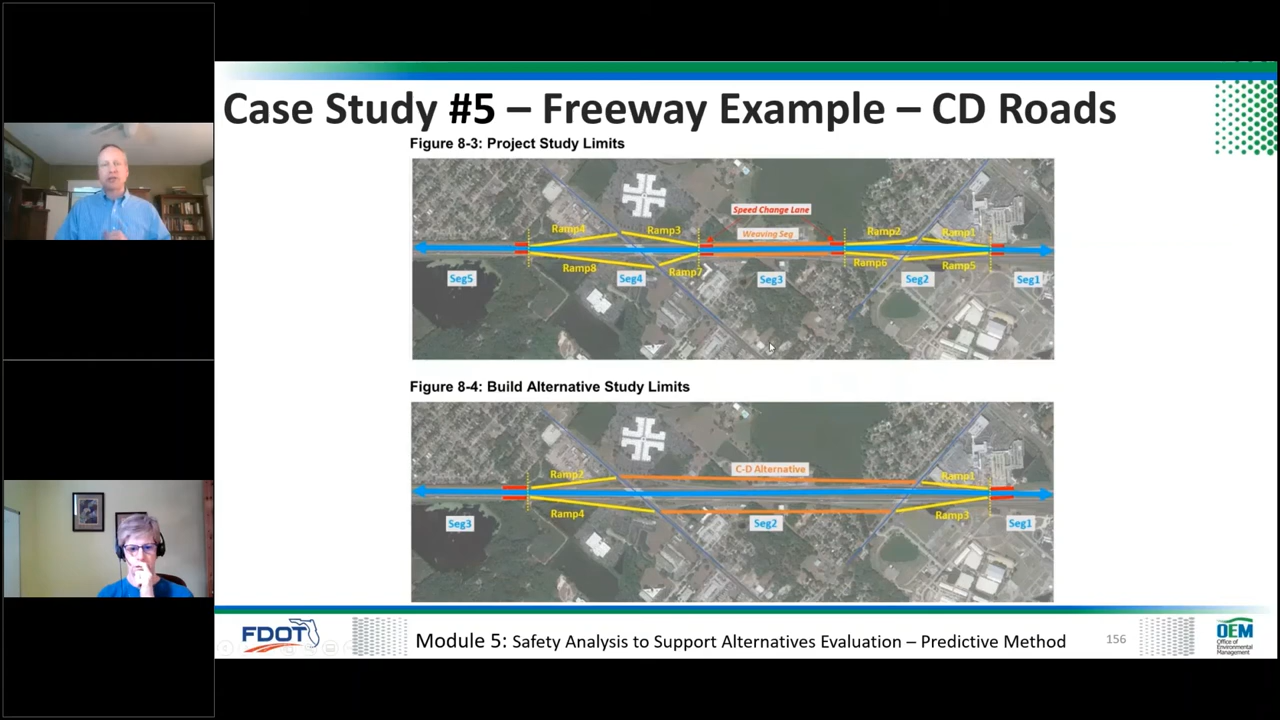 Case Study #5 – Freeway Example – CD Roads
Figure 8-3: Project Study Limits
Speed Change Lane
Ramp4
Ramp3
Weaving Seg
Ramp2
Ramp1
Ramp8
Ramp7
Ramp6
Ramp5
Seg5
Seg4
Seg3
Seg2
Seg1
Figure 8-4: Build Alternative Study Limits
C-D Alternative
Ramp2
Ramp1
Ramp4
Ramp3
Seg3
Seg2
Seg1
FDOT
Module 5: Safety Analysis to Support Alternatives Evaluation – Predictive Method
156
OEM
Office of
Environmental
Management